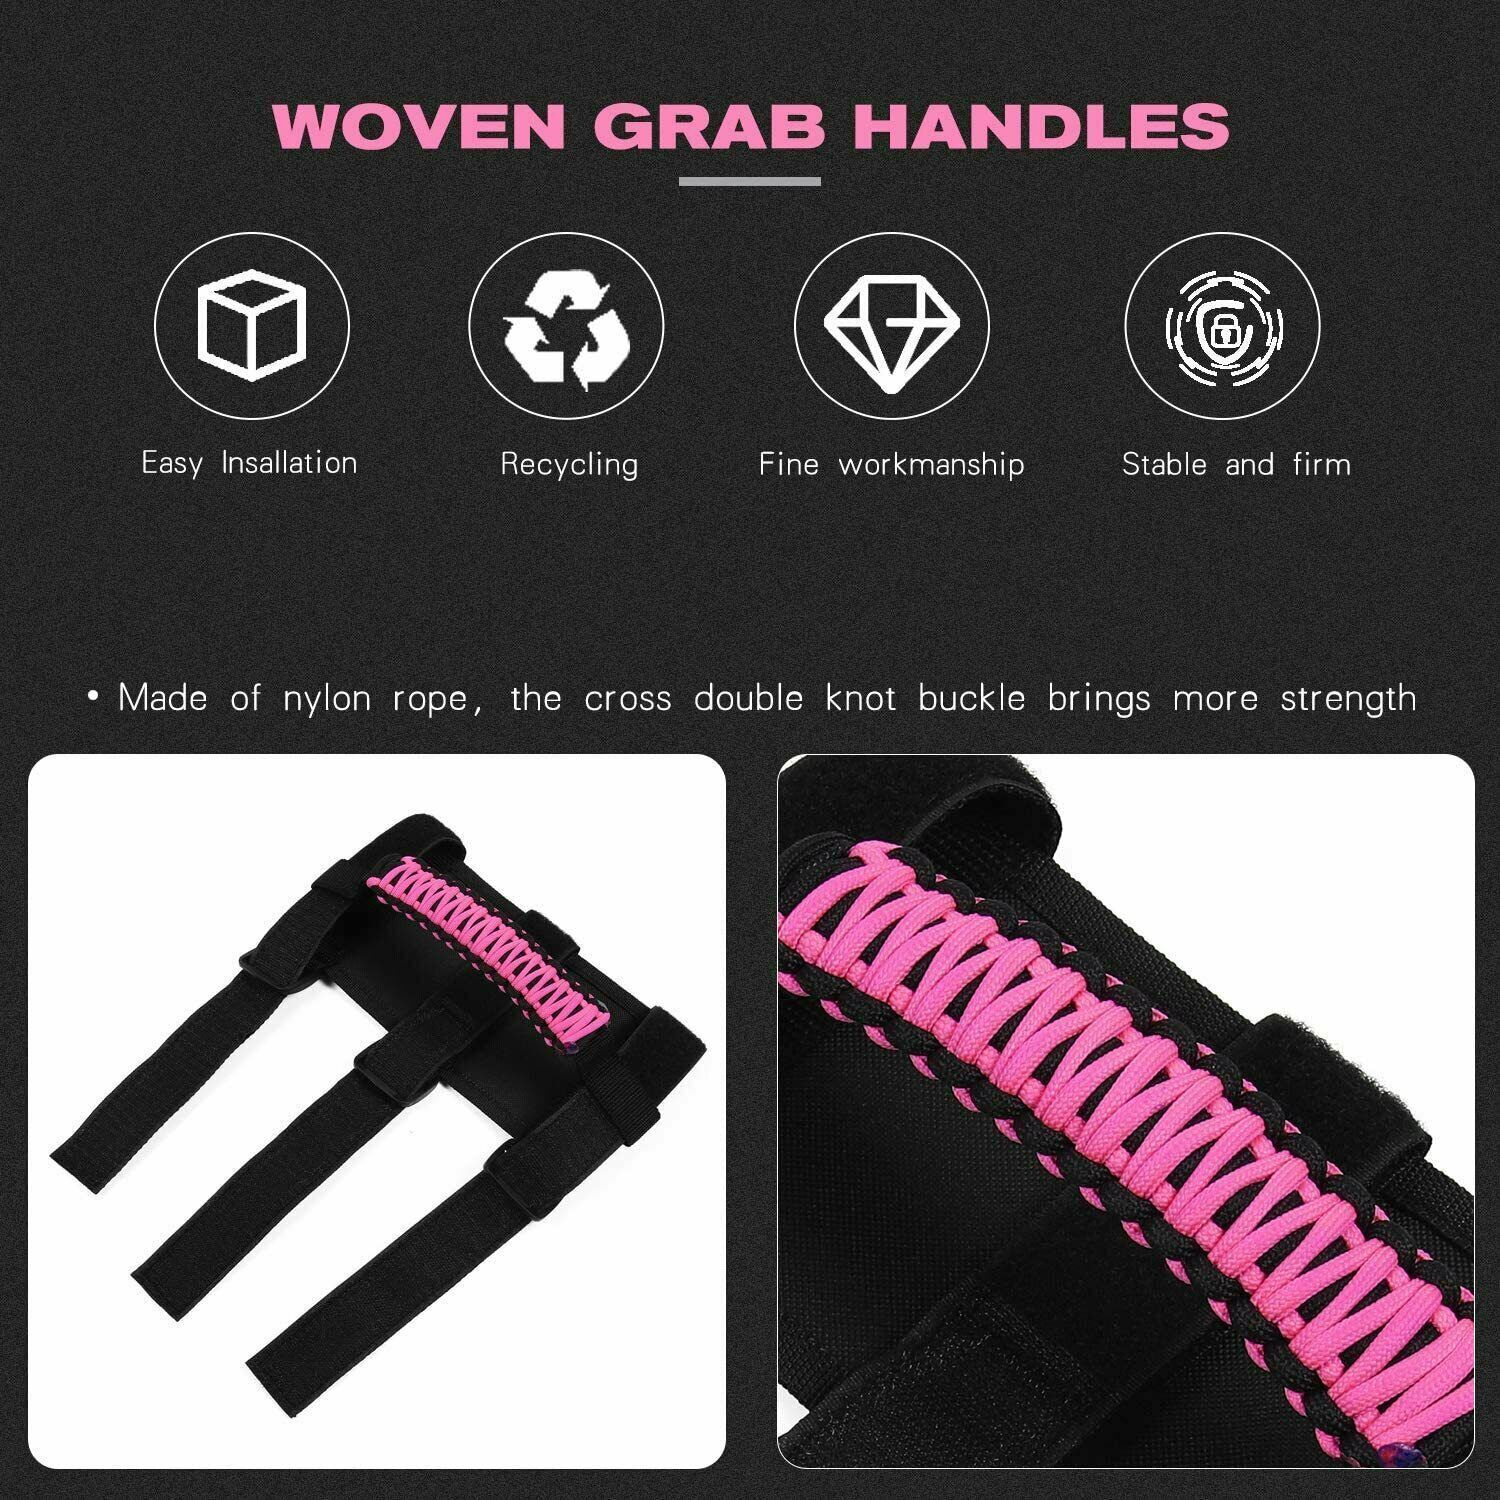 WOVEN GRAB HANDLES
Easy Insallation
Recycling
Fine workmanship
Stable and firm
• Made of nylon rope, the cross double knot buckle brings more strength